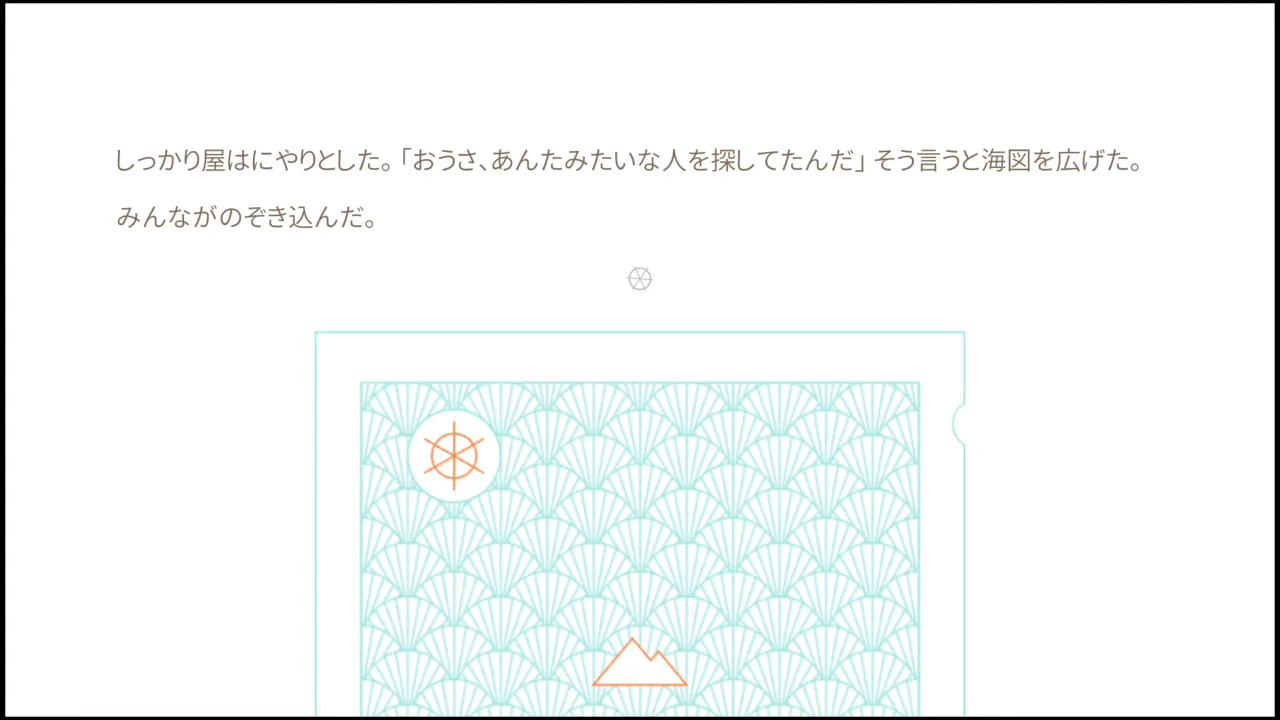 しっかり屋はにやりとした。「おうさ、あんたみたいな人を探してたんだ」 そう言うと海図を広げた。
みんながのぞき込んだ。